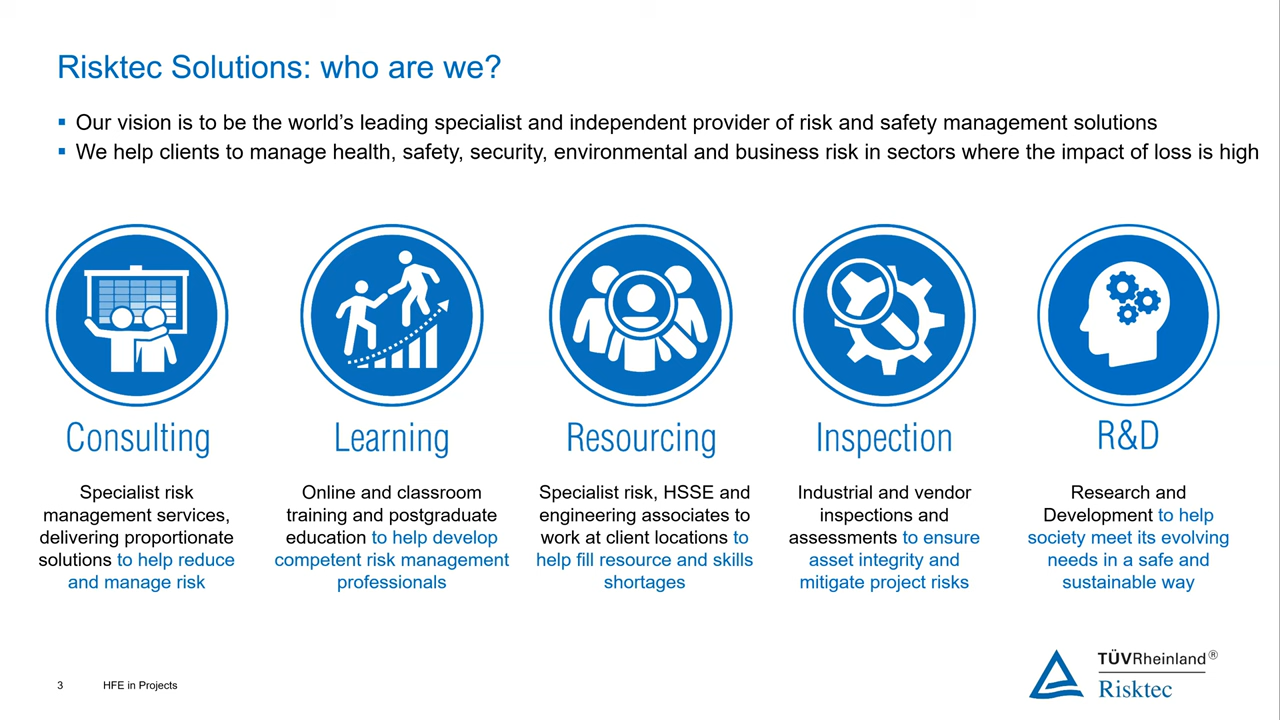 Risktec Solutions: who are we?
▪ Our vision is to be the world’s leading specialist and independent provider of risk and safety management solutions
▪ We help clients to manage health, safety, security, environmental and business risk in sectors where the impact of loss is high
Consulting
Specialist risk
management services,
delivering proportionate
solutions to help reduce
and manage risk
Learning
Online and classroom
training and postgraduate
education to help develop
competent risk management
professionals
Resourcing
Specialist risk, HSSE and
engineering associates to
work at client locations to
help fill resource and skills
shortages
Inspection
Industrial and vendor
inspections and
assessments to ensure
asset integrity and
mitigate project risks
R&D
Research and
Development to help
society meet its evolving
needs in a safe and
sustainable way
3 HFE in Projects
TÜVRheinland®
Risktec